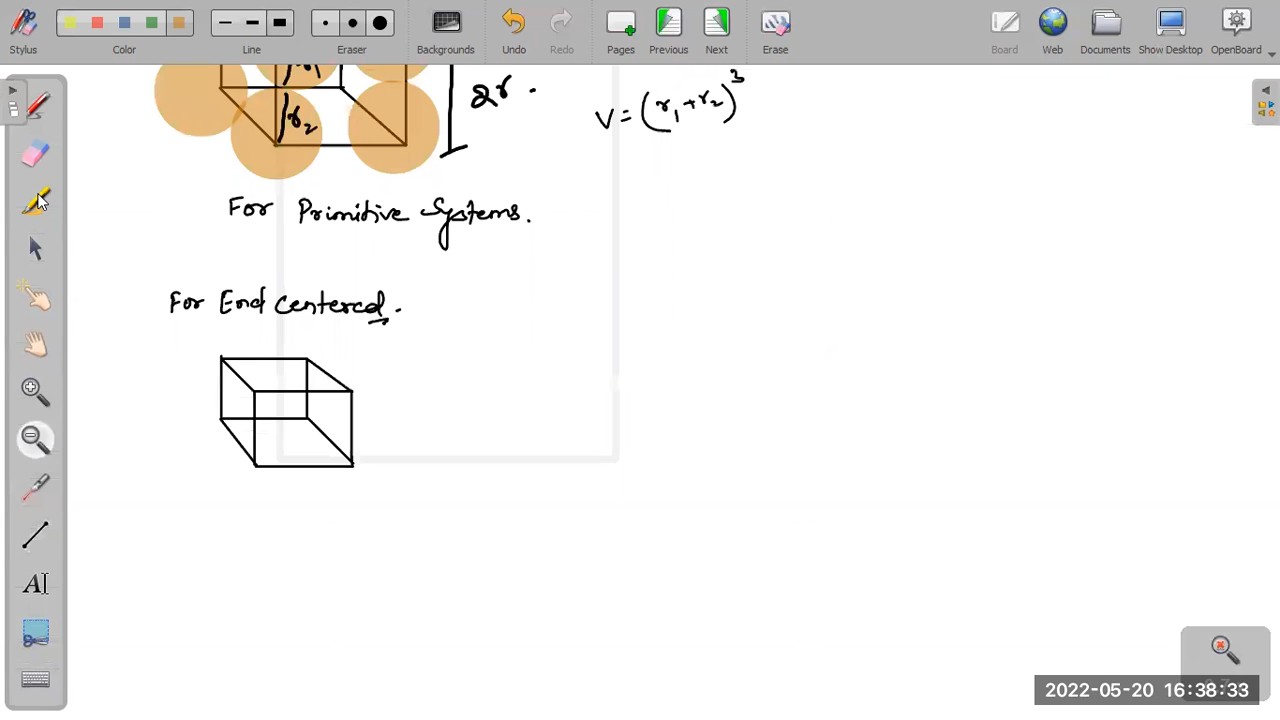 Stylus
Color
Line
Eraser
Backgrounds
Undo
Redo
Pages
Previous
Next
Erase
Board
Web
Documents
Show Desktop
OpenBoard
r₁
r₂
2r.
V = (r₁+r₂)³
For Primitive Systems.
For End Centered.
A
2022-05-20 16:38:33